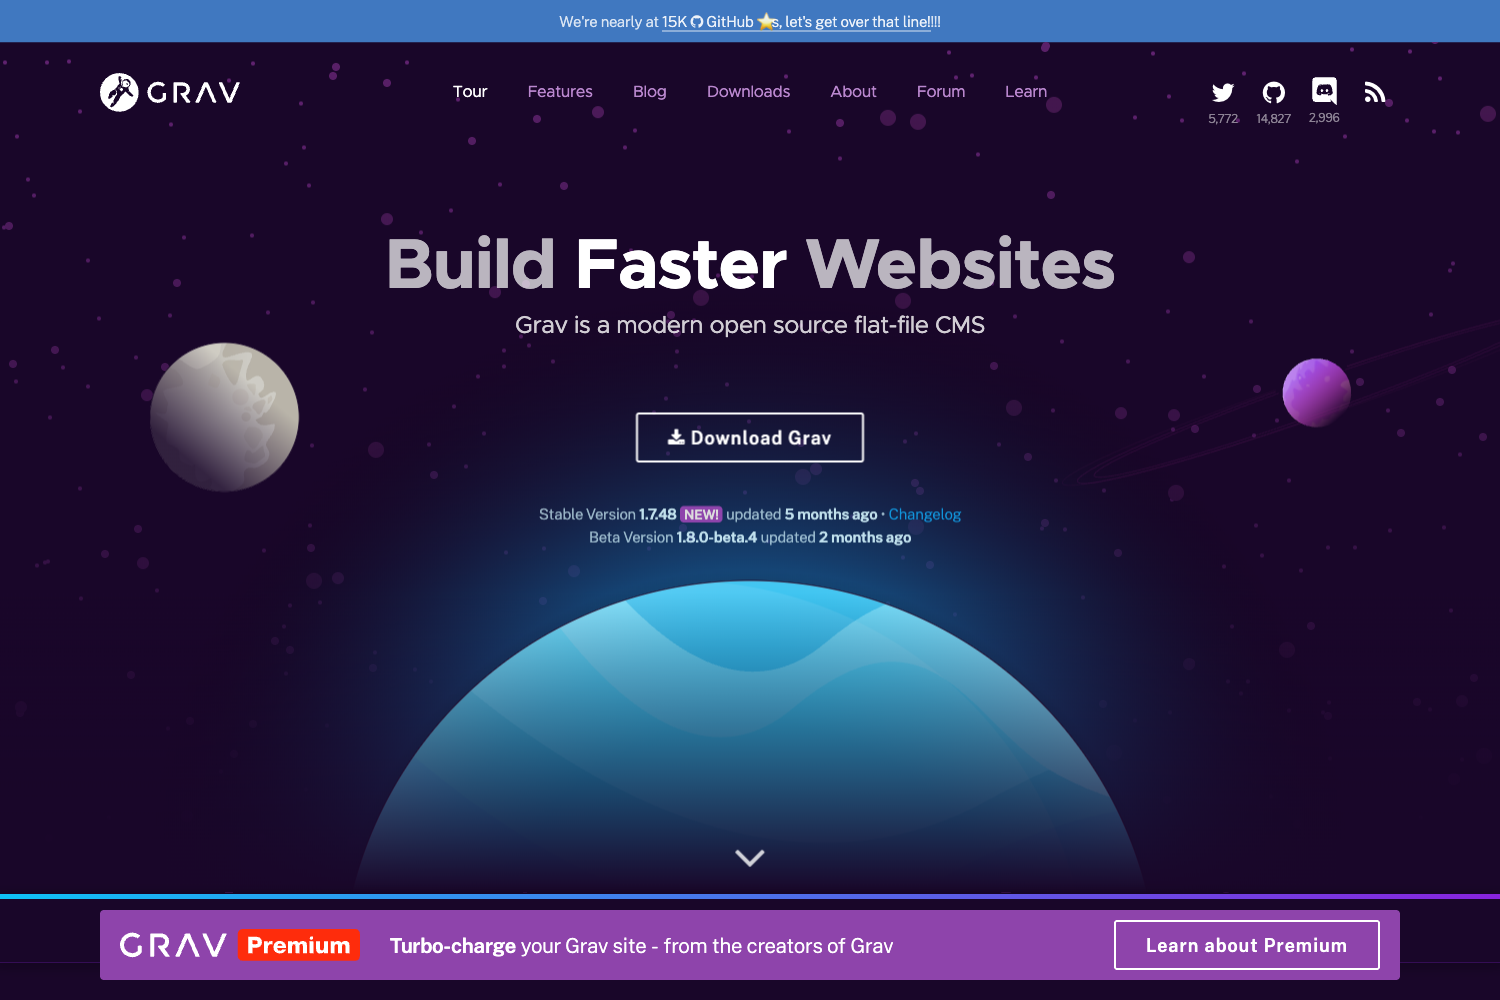 We're nearly at 15K GitHub ⭐s, let's get over that line!!!!
GRAV
Tour Features Blog Downloads About Forum Learn
5,772 14,827 2,996
Build Faster Websites
Grav is a modern open source flat-file CMS
Download Grav
Stable Version 1.7.48 NEW! updated 5 months ago • Changelog
Beta Version 1.8.0-beta.4 updated 2 months ago
GRAV Premium Turbo-charge your Grav site - from the creators of Grav Learn about Premium